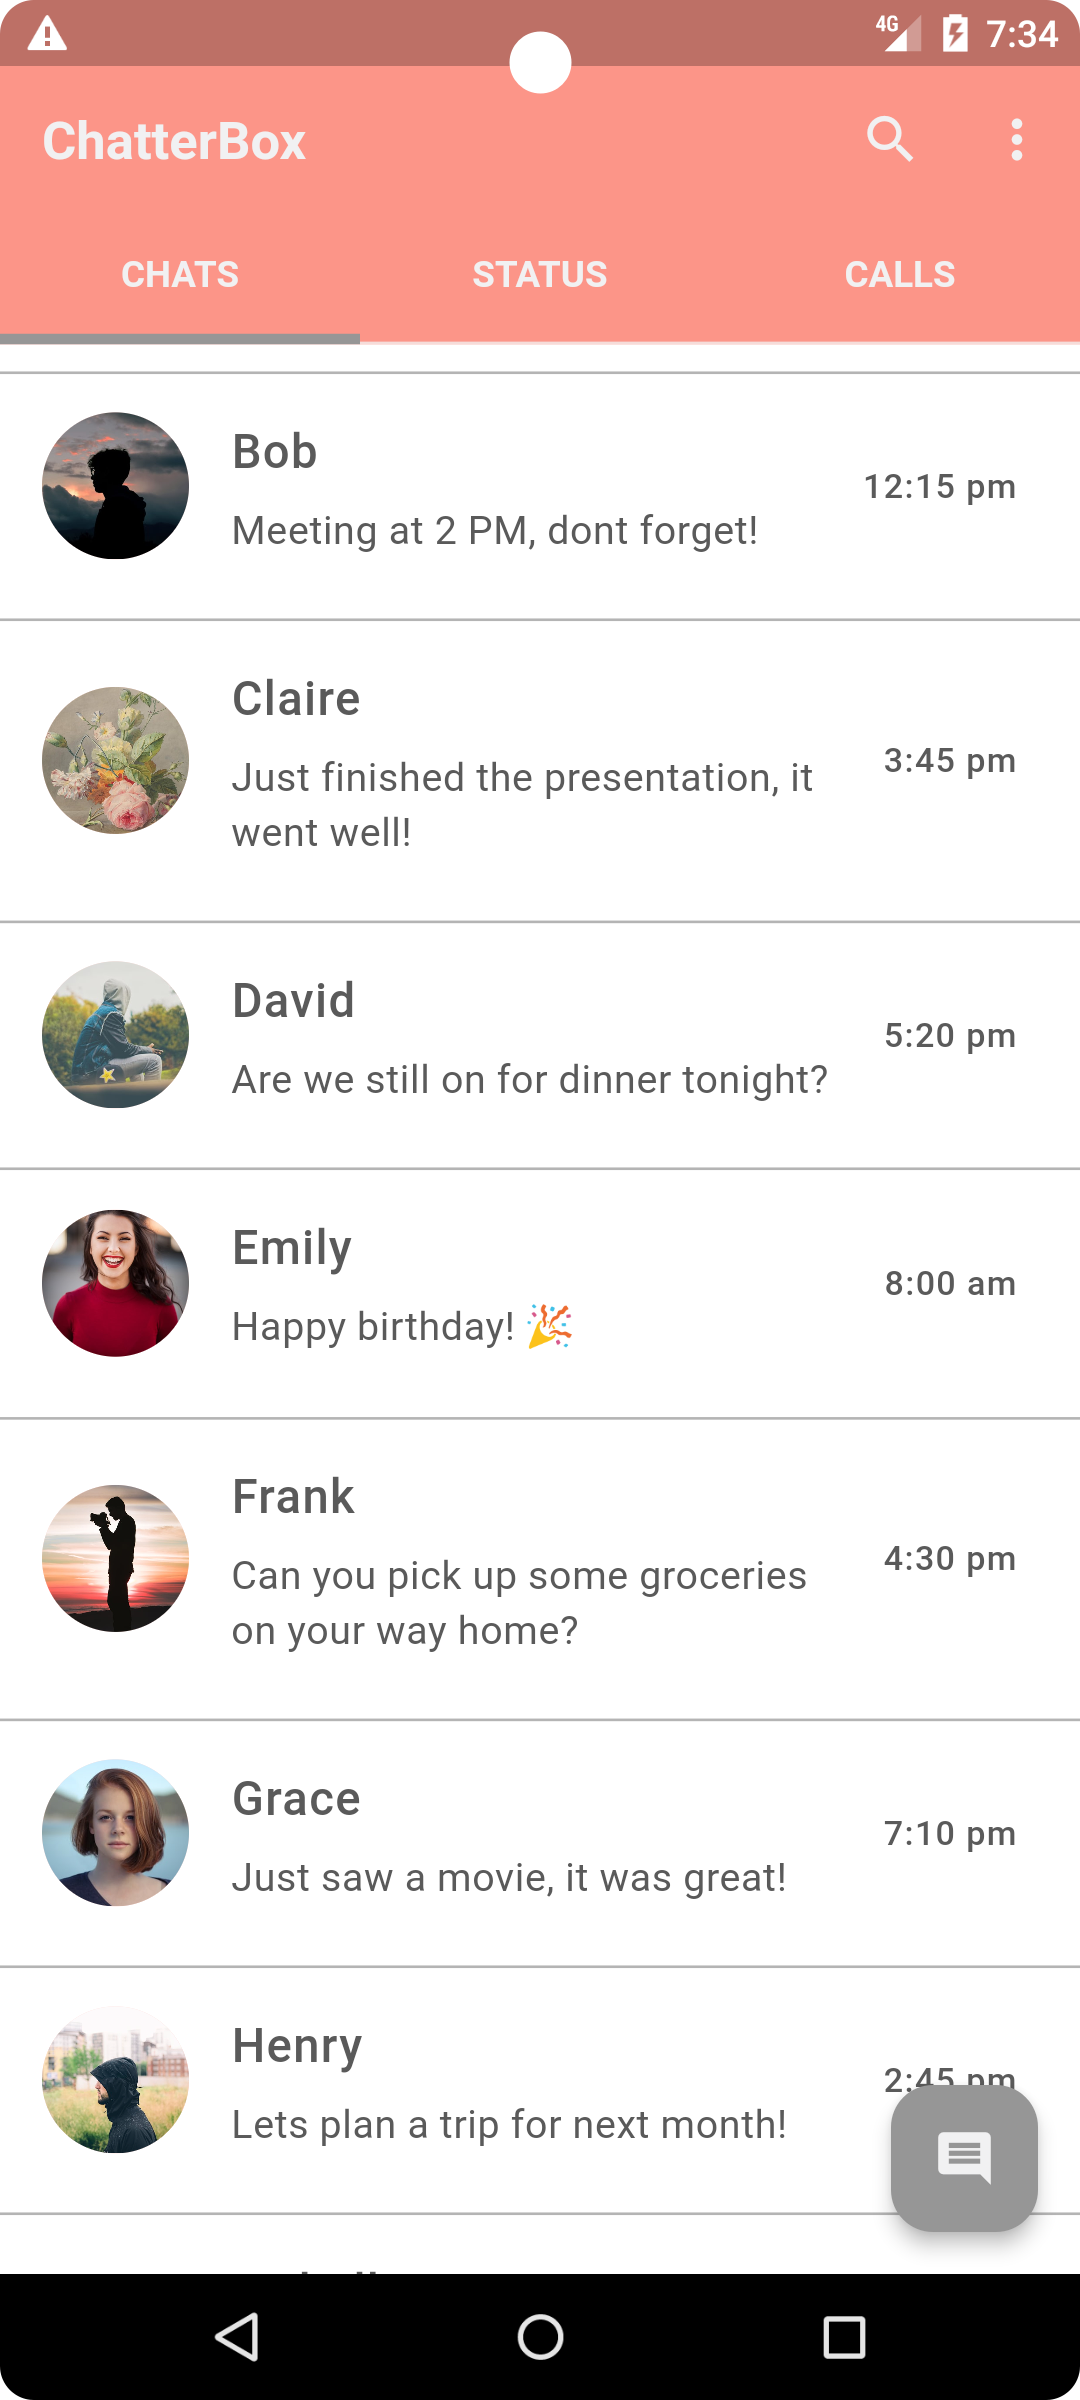 4G 7:34
ChatterBox
CHATS STATUS CALLS
Bob
12:15 pm
Meeting at 2 PM, dont forget!
Claire
3:45 pm
Just finished the presentation, it
went well!
David
5:20 pm
Are we still on for dinner tonight?
Emily
8:00 am
Happy birthday! 🎉
Frank
4:30 pm
Can you pick up some groceries
on your way home?
Grace
7:10 pm
Just saw a movie, it was great!
Henry
2:45 pm
Lets plan a trip for next month!